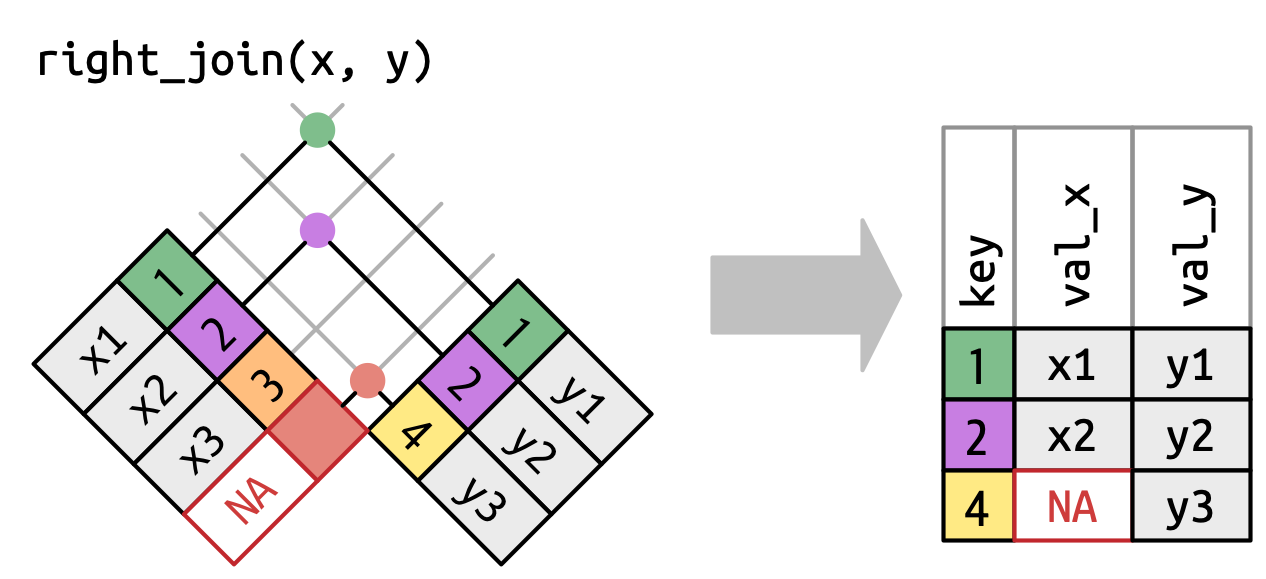 right_join(x, y)
1 x1
2 x2
3 x3
NA
1 y1
2 y2
4 y3
key val_x val_y
1 x1 y1
2 x2 y2
4 NA y3